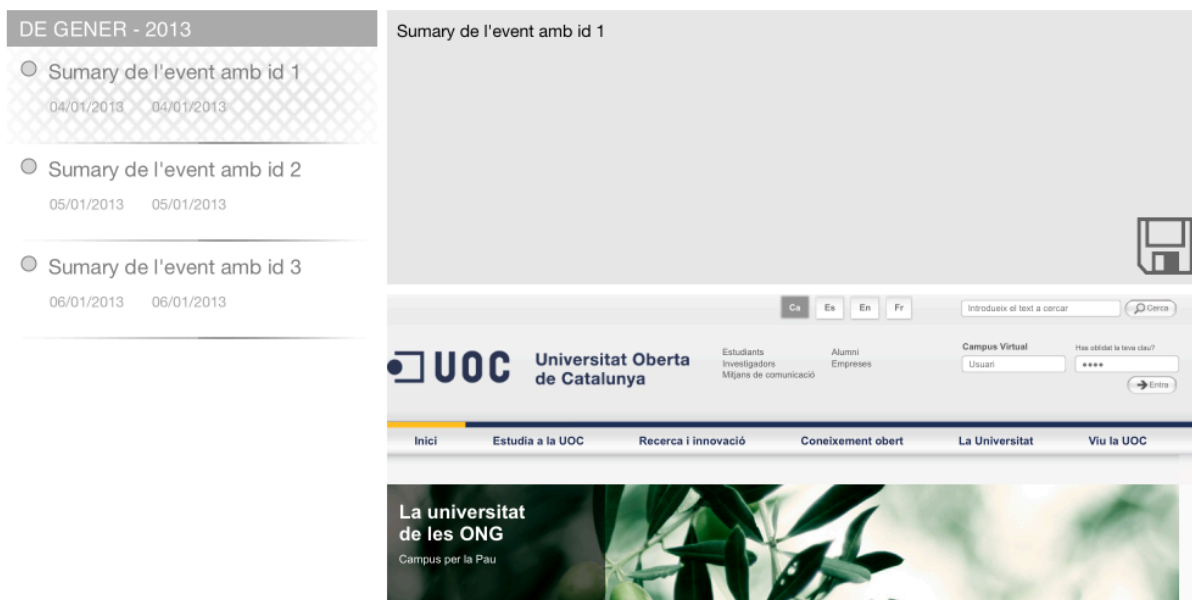 DE GENER - 2013
Sumary de l'event amb id 1
04/01/2013 04/01/2013
Sumary de l'event amb id 2
05/01/2013 05/01/2013
Sumary de l'event amb id 3
06/01/2013 06/01/2013
Sumary de l'event amb id 1
Ca Es En Fr
Introdueix el text a cercar
Cerca
UOC
Universitat Oberta
de Catalunya
Estudiants
Investigadors
Mitjans de comunicació
Alumni
Empreses
Campus Virtual
Has oblidat la teva clau?
Usuari
Entra
Inici Estudia a la UOC Recerca i innovació Coneixement obert La Universitat Viu la UOC
La universitat
de les ONG
Campus per la Pau